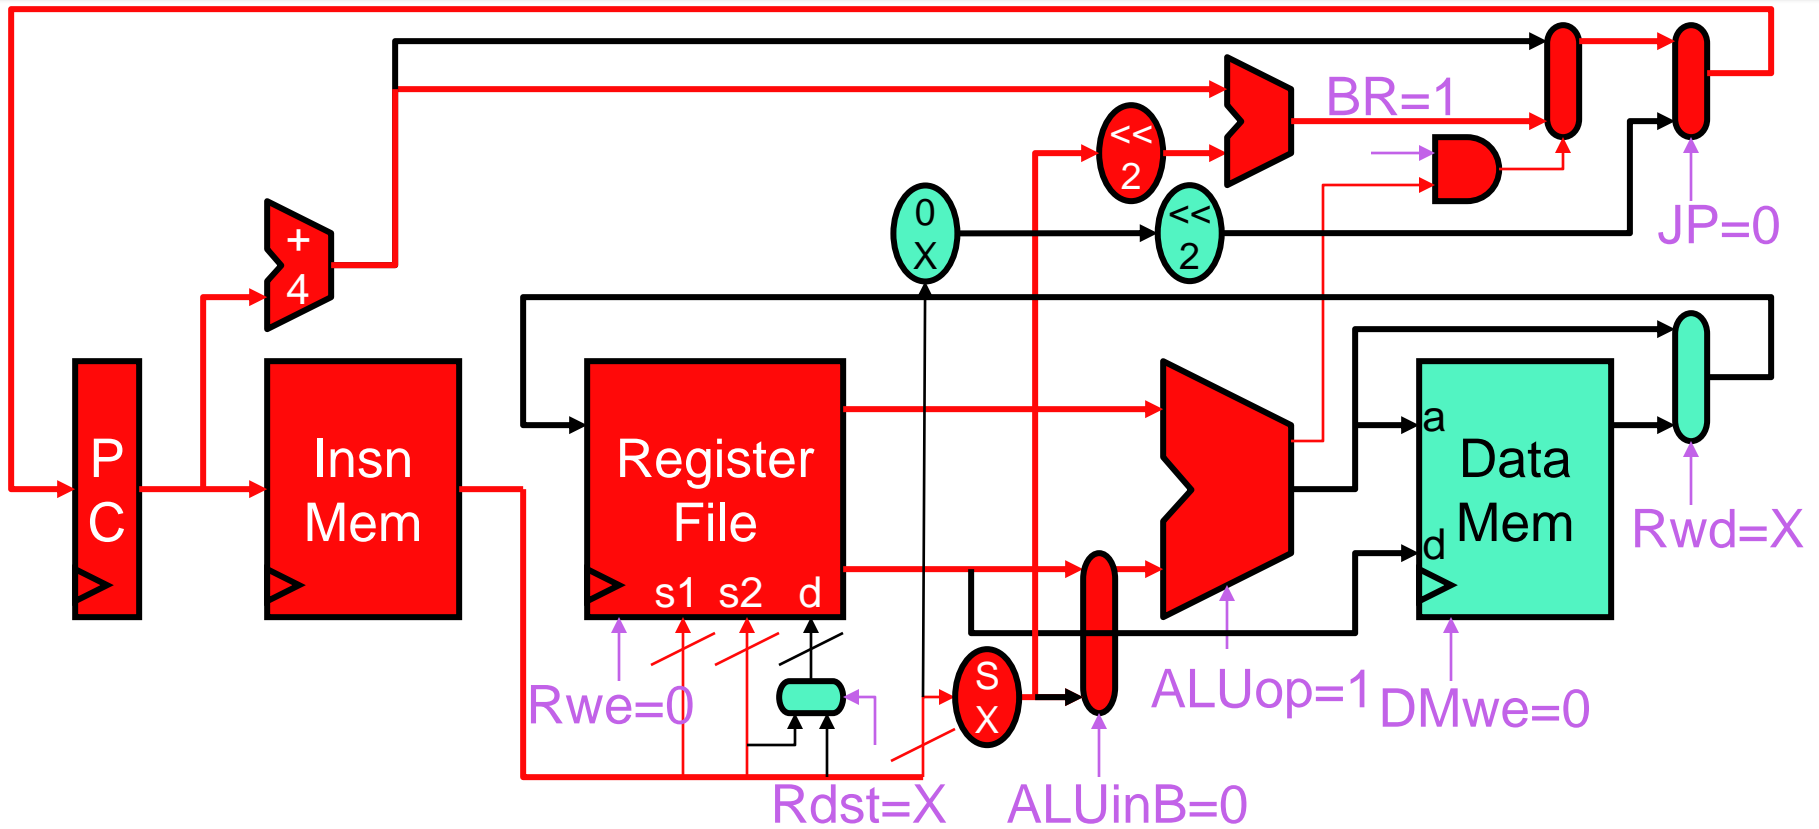 BR=1
<<
2
JP=0
0
X
<<
2
+
4
P
C
Insn
Mem
Register
File
s1 s2 d
a
Data
Mem
d
Rwd=X
S
X
Rwe=0
ALUop=1
DMwe=0
Rdst=X
ALUinB=0